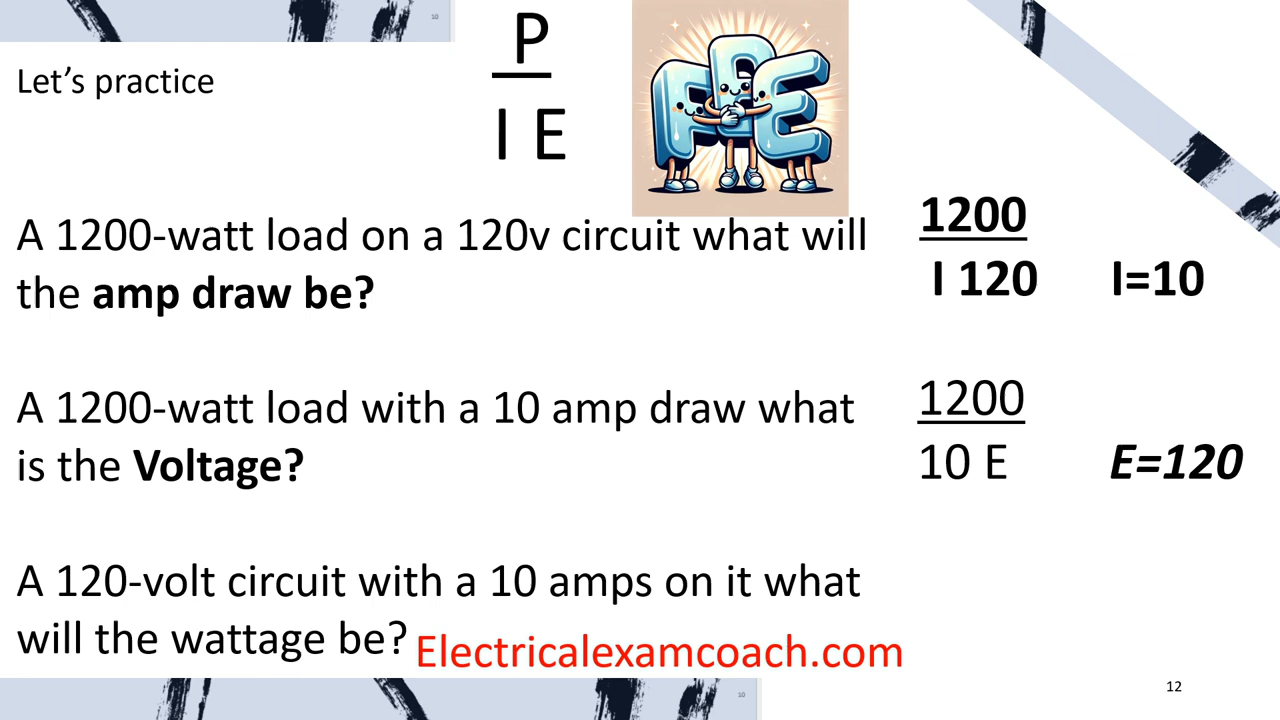 10
P
I E
Let’s practice
A 1200-watt load on a 120v circuit what will
the amp draw be?
1200
I 120 I=10
A 1200-watt load with a 10 amp draw what
is the Voltage?
1200
10 E E=120
A 120-volt circuit with a 10 amps on it what
will the wattage be?
Electricalexamcoach.com
10
12